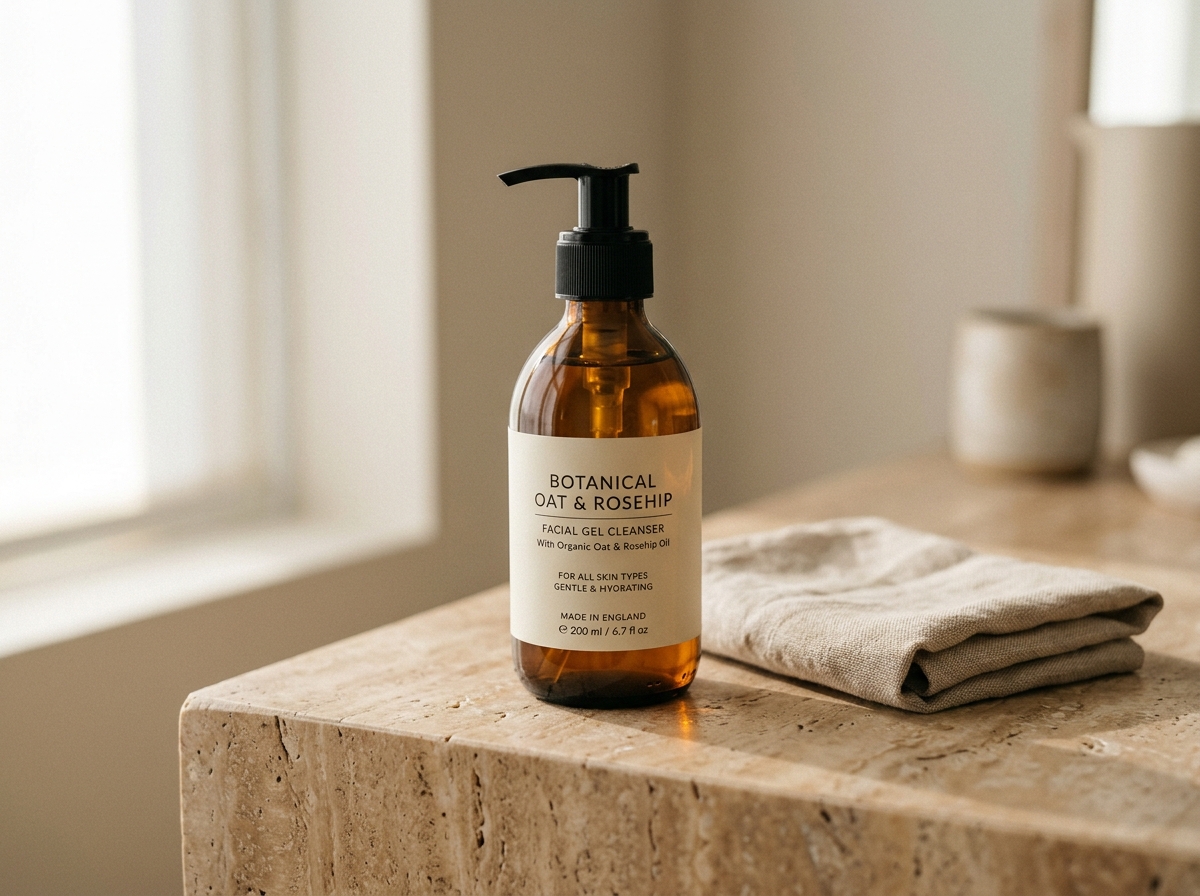 BOTANICAL
OAT & ROSEHIP
FACIAL GEL CLEANSER
With Organic Oat & Rosehip Oil
FOR ALL SKIN TYPES
GENTLE & HYDRATING
MADE IN ENGLAND
℮ 200 ml / 6.7 fl oz